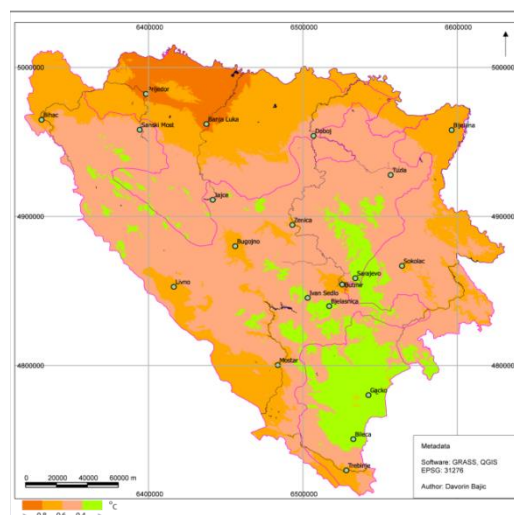 6400000 6500000 6600000
5000000 5000000
Prijedor
Bihac
Sanski Most
Banja Luka
Doboj
Bijeljina
Tuzla
4900000 4900000
Jajce
Zenica
Bugojno
Sokolac
Sarajevo
Butmir
Livno
Ivan Sedlo
Bjelasnica
4800000 4800000
Mostar
Gacko
Bileca
Trebinje
Metadata
Software: GRASS, QGIS
EPSG: 31276
Author: Davorin Bajic
0 20000 40000 60000 m
6400000 6500000 6600000
°C